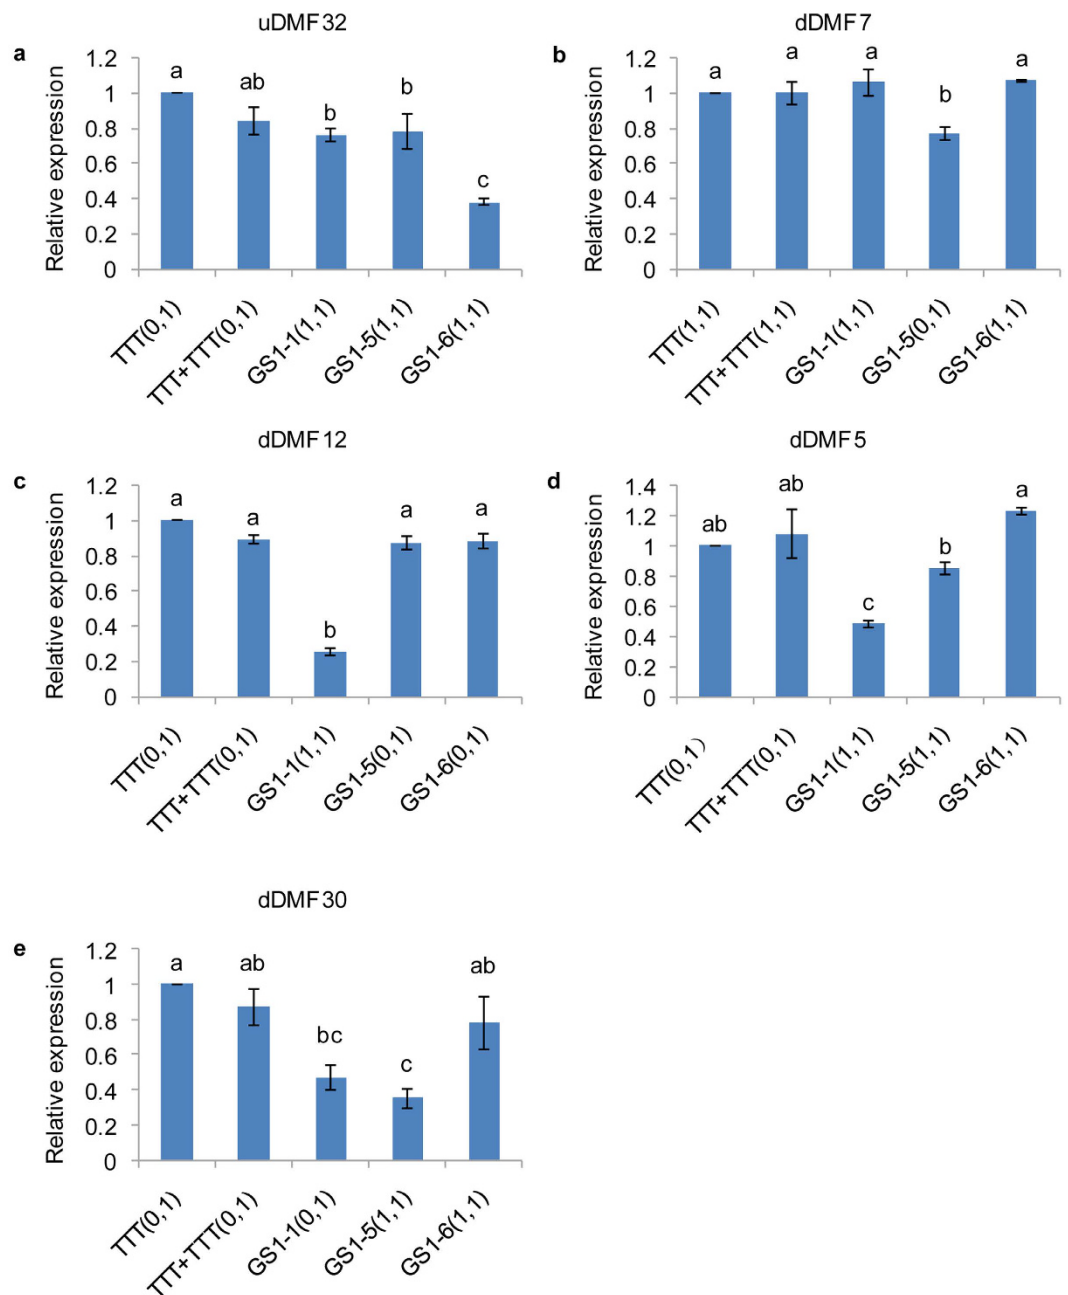 uDMF32
a
Relative expression
1.2
1
0.8
0.6
0.4
0.2
0
a
ab
b
b
c
TTT(0,1)
TTT+TTT(0,1)
GS1-1(1,1)
GS1-5(1,1)
GS1-6(1,1)
dDMF7
b
Relative expression
1.2
1
0.8
0.6
0.4
0.2
0
a
a
a
b
a
TTT(1,1)
TTT+TTT(1,1)
GS1-1(1,1)
GS1-5(0,1)
GS1-6(1,1)
dDMF12
c
Relative expression
1.2
1
0.8
0.6
0.4
0.2
0
a
a
b
a
a
TTT(0,1)
TTT+TTT(0,1)
GS1-1(1,1)
GS1-5(0,1)
GS1-6(0,1)
dDMF5
d
Relative expression
1.4
1.2
1
0.8
0.6
0.4
0.2
0
ab
ab
c
b
a
TTT(0,1）
TTT+TTT(0,1)
GS1-1(1,1)
GS1-5(1,1)
GS1-6(1,1)
dDMF30
e
Relative expression
1.2
1
0.8
0.6
0.4
0.2
0
a
ab
bc
c
ab
TTT(0,1)
TTT+TTT(0,1)
GS1-1(0,1)
GS1-5(1,1)
GS1-6(1,1)